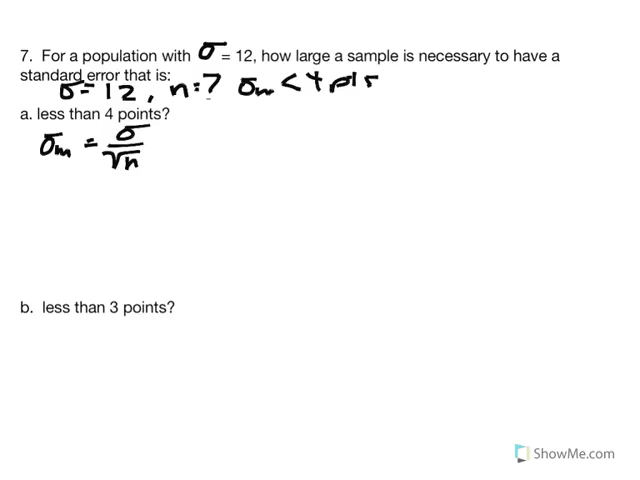 7. For a population with σ = 12, how large a sample is necessary to have a
standard error that is:
σ = 12, n = ? σm < 4 pts
a. less than 4 points?
σm = σ/√n
b. less than 3 points?
ShowMe.com